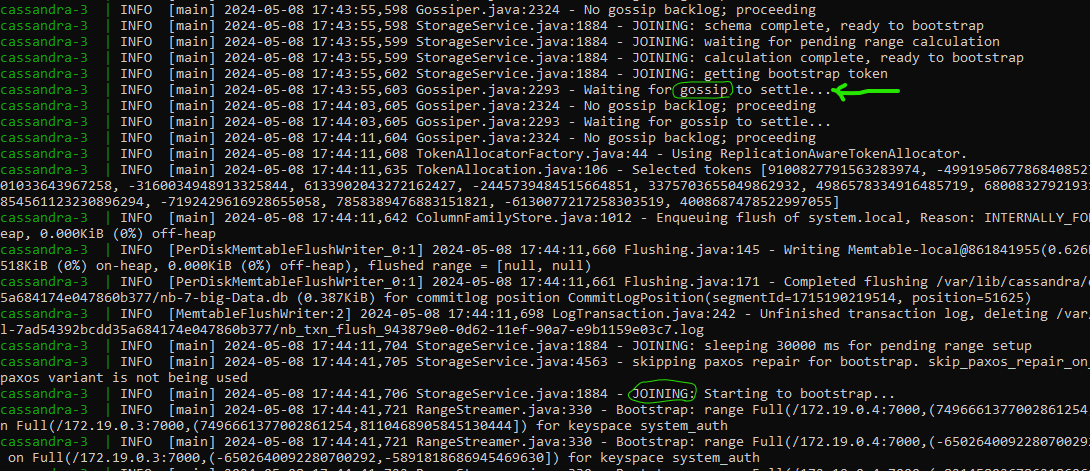 cassandra-3 | INFO [main] 2024-05-08 17:43:55,598 Gossiper.java:2324 - No gossip backlog; proceeding
cassandra-3 | INFO [main] 2024-05-08 17:43:55,599 StorageService.java:1884 - JOINING: schema complete, ready to bootstrap
cassandra-3 | INFO [main] 2024-05-08 17:43:55,599 StorageService.java:1884 - JOINING: waiting for pending range calculation
cassandra-3 | INFO [main] 2024-05-08 17:43:55,599 StorageService.java:1884 - JOINING: calculation complete, ready to bootstrap
cassandra-3 | INFO [main] 2024-05-08 17:43:55,602 StorageService.java:1884 - JOINING: getting bootstrap token
cassandra-3 | INFO [main] 2024-05-08 17:43:55,603 Gossiper.java:2293 - Waiting for gossip to settle...
cassandra-3 | INFO [main] 2024-05-08 17:44:03,605 Gossiper.java:2324 - No gossip backlog; proceeding
cassandra-3 | INFO [main] 2024-05-08 17:44:03,605 Gossiper.java:2293 - Waiting for gossip to settle...
cassandra-3 | INFO [main] 2024-05-08 17:44:11,604 Gossiper.java:2324 - No gossip backlog; proceeding
cassandra-3 | INFO [main] 2024-05-08 17:44:11,608 TokenAllocatorFactory.java:44 - Using ReplicationAwareTokenAllocator.
cassandra-3 | INFO [main] 2024-05-08 17:44:11,635 TokenAllocation.java:106 - Selected tokens [9100827791563283974, -499195067786840852
01033643967258, -3160034948913325844, 6133902043272162427, -2445739484515664851, 3375703655049862932, 4986578334916485719, 680083279219 3
854561123230896294, -7192429616928655058, 7858389476883151821, -6130077217258303519, 4008687478522997055]
cassandra-3 | INFO [main] 2024-05-08 17:44:11,642 ColumnFamilyStore.java:1012 - Enqueuing flush of system.local, Reason: INTERNALLY_FO
eap, 0.000KiB (0%) off-heap
cassandra-3 | INFO [PerDiskMemtableFlushWriter_0:1] 2024-05-08 17:44:11,660 Flushing.java:145 - Writing Memtable-local@861841955(0.626
518KiB (0%) on-heap, 0.000KiB (0%) off-heap), flushed range = [null, null)
cassandra-3 | INFO [PerDiskMemtableFlushWriter_0:1] 2024-05-08 17:44:11,661 Flushing.java:171 - Completed flushing /var/lib/cassandra/
5a684174e047860b377/nb-7-big-Data.db (0.387KiB) for commitlog position CommitLogPosition(segmentId=1715190219514, position=51625)
cassandra-3 | INFO [MemtableFlushWriter:2] 2024-05-08 17:44:11,698 LogTransaction.java:242 - Unfinished transaction log, deleting /var
l-7ad54392bcdd35a684174e047860b377/nb_txn_flush_943879e0-0d62-11ef-90a7-e9b1159e03c7.log
cassandra-3 | INFO [main] 2024-05-08 17:44:11,704 StorageService.java:1884 - JOINING: sleeping 30000 ms for pending range setup
cassandra-3 | INFO [main] 2024-05-08 17:44:41,705 StorageService.java:4563 - skipping paxos repair for bootstrap. skip_paxos_repair_on
paxos variant is not being used
cassandra-3 | INFO [main] 2024-05-08 17:44:41,706 StorageService.java:1884 - JOINING: Starting to bootstrap...
cassandra-3 | INFO [main] 2024-05-08 17:44:41,721 RangeStreamer.java:330 - Bootstrap: range Full(/172.19.0.4:7000,(7496661377002861254
n Full(/172.19.0.3:7000,(7496661377002861254,8110468905845130444]) for keyspace system_auth
cassandra-3 | INFO [main] 2024-05-08 17:44:41,721 RangeStreamer.java:330 - Bootstrap: range Full(/172.19.0.4:7000,(-650264009228070029
on Full(/172.19.0.3:7000,(-6502640092280700292,-5891818686945469630]) for keyspace system_auth